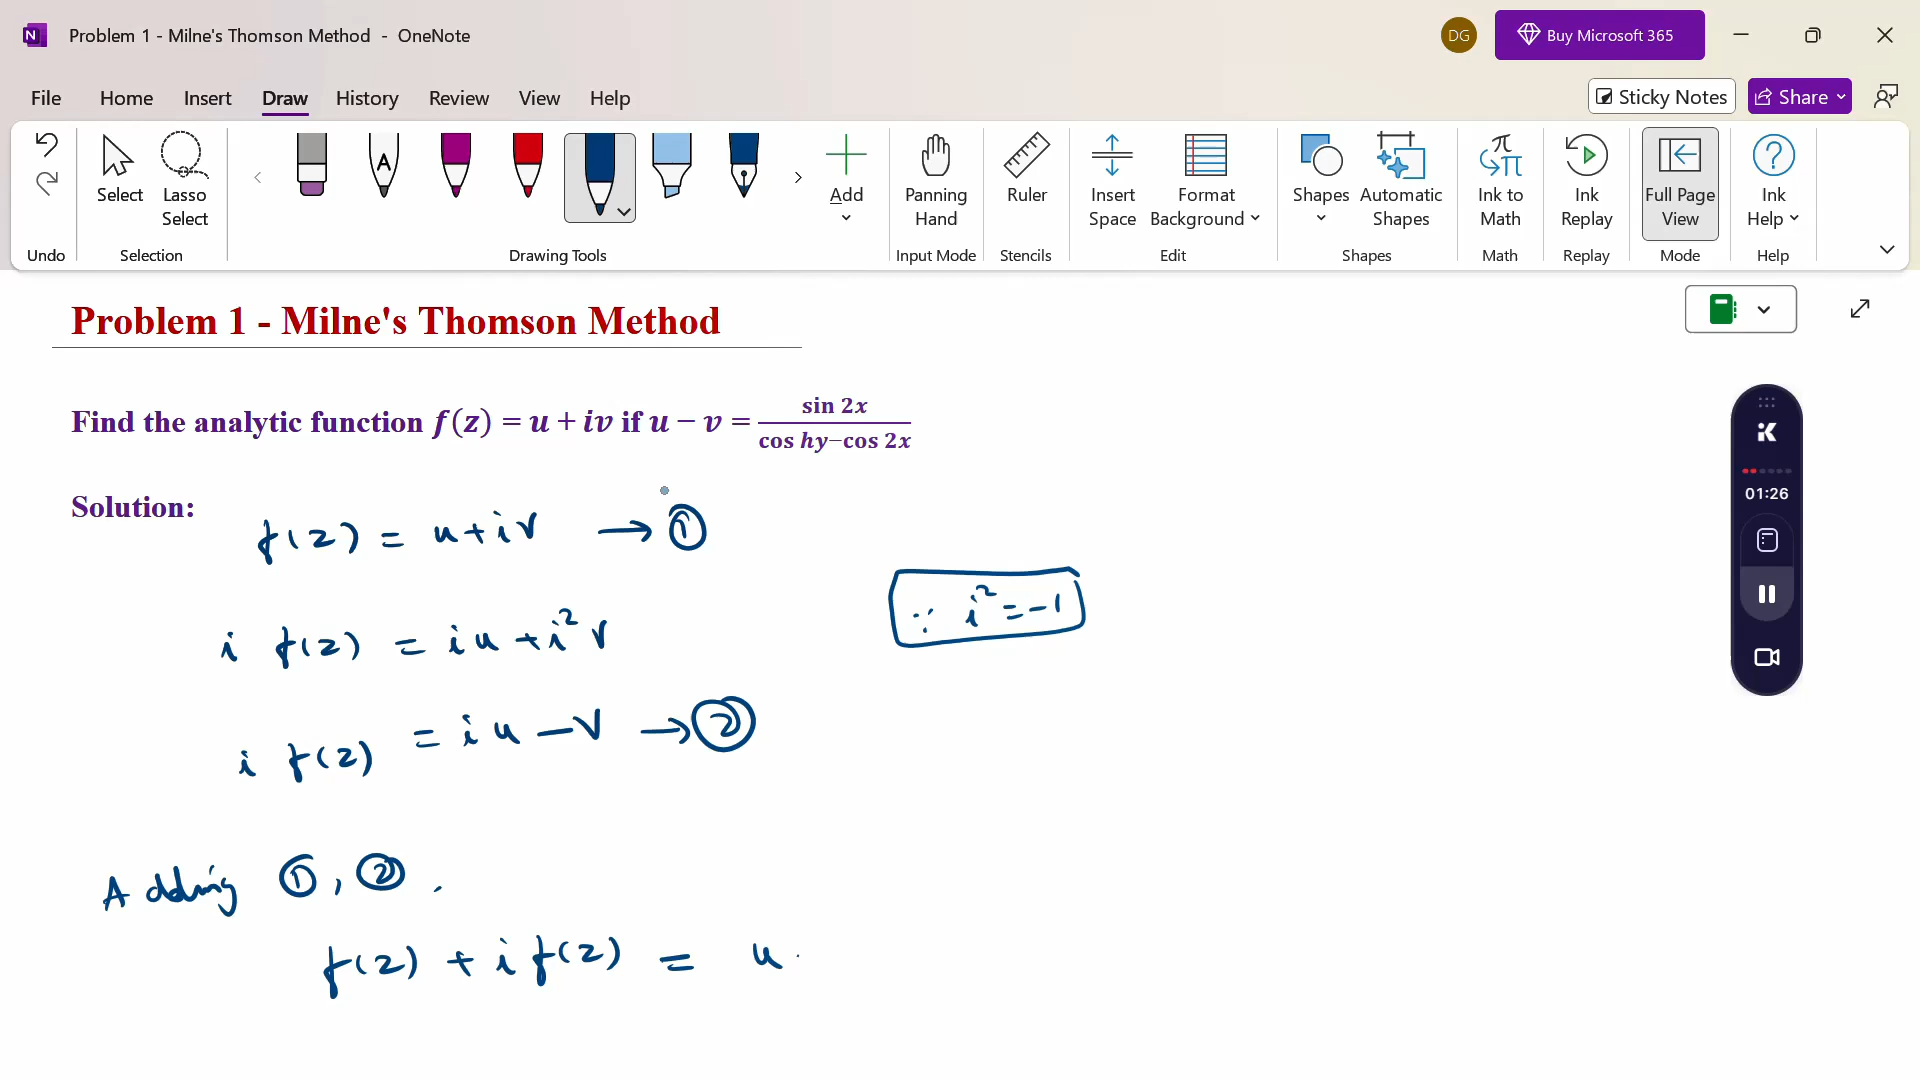 Problem 1 - Milne's Thomson Method - OneNote
DG
Buy Microsoft 365
File Home Insert Draw History Review View Help
Sticky Notes
Share
Select
Lasso Select
A
Add
Panning Hand
Ruler
Insert Space
Format Background
Shapes
Automatic Shapes
Ink to Math
Ink Replay
Full Page View
Ink Help
Undo Selection Drawing Tools Input Mode Stencils Edit Shapes Math Replay Mode Help
Problem 1 - Milne's Thomson Method
Find the analytic function f(z) = u + iv if u − v = sin 2x / cos hy−cos 2x
01:26
Solution:
f(z) = u+iv → ①
∵ i² = -1
i f(z) = iu + i² v
i f(z) = iu − v → ②
Adding ①, ② .
f(z) + i f(z) = u